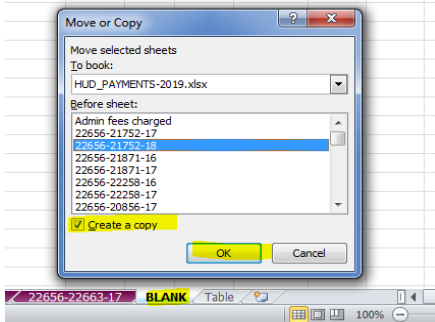 Move or Copy
Move selected sheets
To book:
HUD_PAYMENTS-2019.xlsx
Before sheet:
Admin fees charged
22656-21752-17
22656-21752-18
22656-21871-16
22656-21871-17
22656-22258-16
22656-22258-17
22656-20856-17
Create a copy
OK Cancel
22656-22663-17 BLANK Table
100%